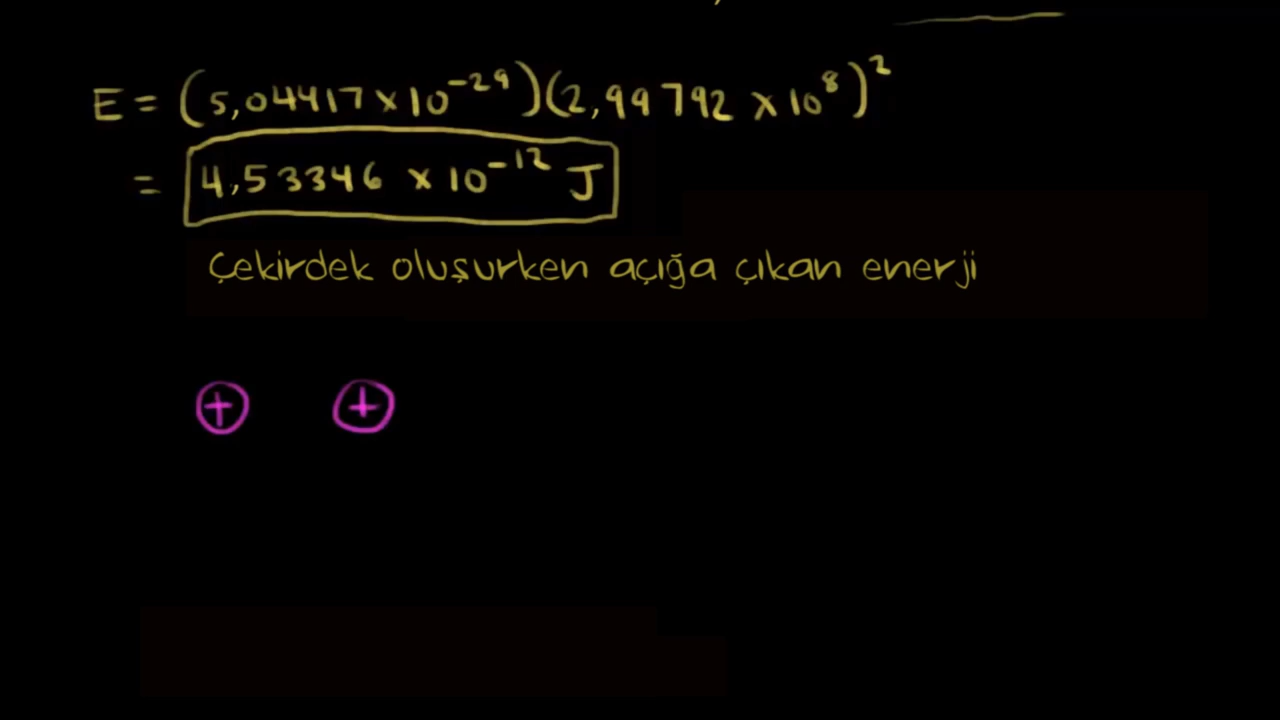 E = (5,04417 x 10⁻²⁹)(2,99792 x 10⁸)²
= 4,53346 x 10⁻¹² J
Çekirdek oluşurken açığa çıkan enerji
+ +